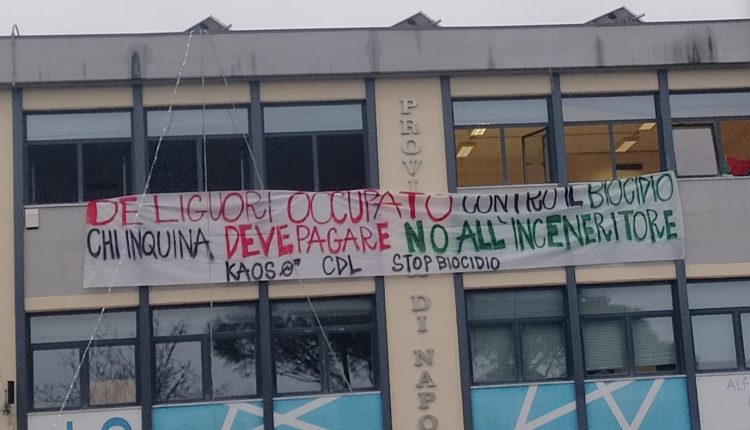 DE LIGUORI OCCUPATO CONTRO IL BIOCIDIO
CHI INQUINA DEVE PAGARE NO ALL'INCENERITORE
KAOS CDL STOP BIOCIDIO
PROVI
DI NAPO
ALF